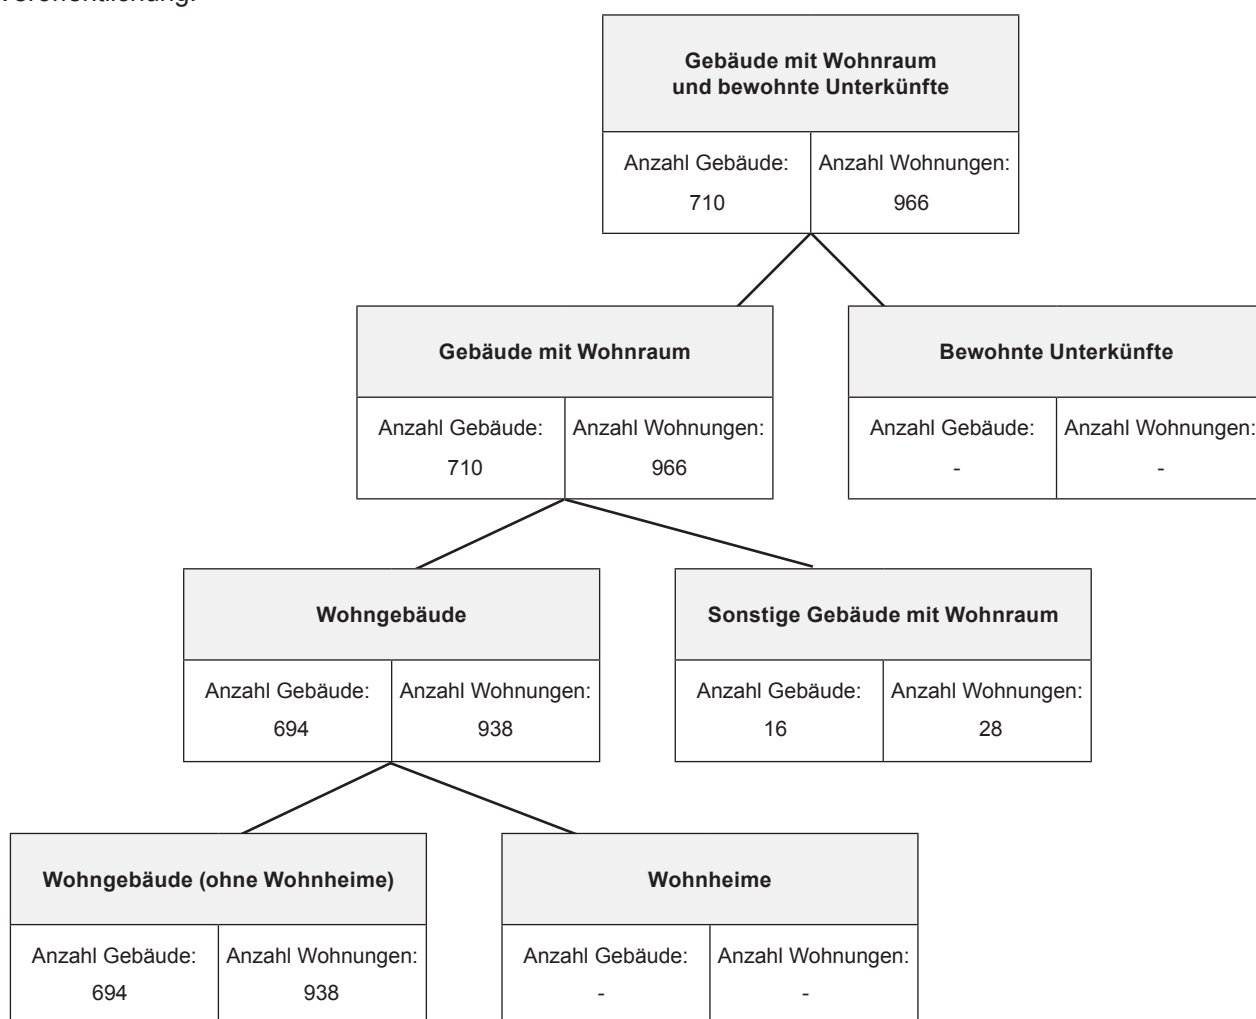 Veröffentlichung.
Gebäude mit Wohnraum
und bewohnte Unterkünfte
Anzahl Gebäude: Anzahl Wohnungen:
710 966
Gebäude mit Wohnraum Bewohnte Unterkünfte
Anzahl Gebäude: Anzahl Wohnungen: Anzahl Gebäude: Anzahl Wohnungen:
710 966 - -
Wohngebäude Sonstige Gebäude mit Wohnraum
Anzahl Gebäude: Anzahl Wohnungen: Anzahl Gebäude: Anzahl Wohnungen:
694 938 16 28
Wohngebäude (ohne Wohnheime) Wohnheime
Anzahl Gebäude: Anzahl Wohnungen: Anzahl Gebäude: Anzahl Wohnungen:
694 938 - -